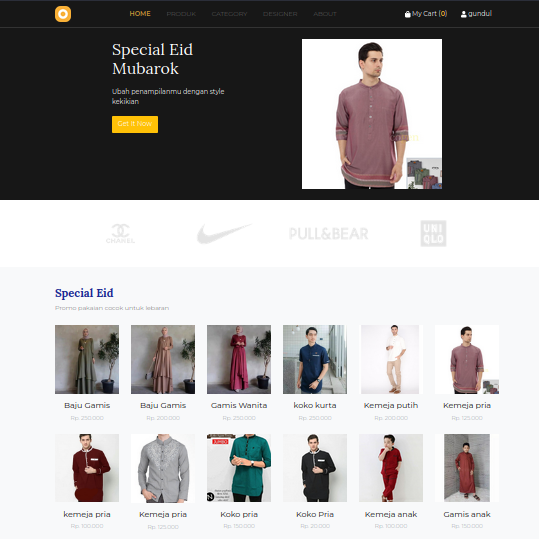 HOME PRODUK CATEGORY DESIGNER ABOUT My Cart (0) gundul
Special Eid
Mubarok
Ubah penampilanmu dengan style
kekikian
Get It Now
CHANEL PULL&BEAR UNI
QLO
Special Eid
Promo pakaian cocok untuk lebaran
Baju Gamis Baju Gamis Gamis Wanita koko kurta Kemeja putih Kemeja pria
Rp. 250.000 Rp. 200.000 Rp. 250.000 Rp. 250.000 Rp. 200.000 Rp. 125.000
kemeja pria Kemeja pria Koko pria Koko Pria Kemeja anak Gamis anak
Rp. 100.000 Rp. 125.000 Rp. 150.000 Rp. 20.000 Rp. 100.000 Rp. 150.000